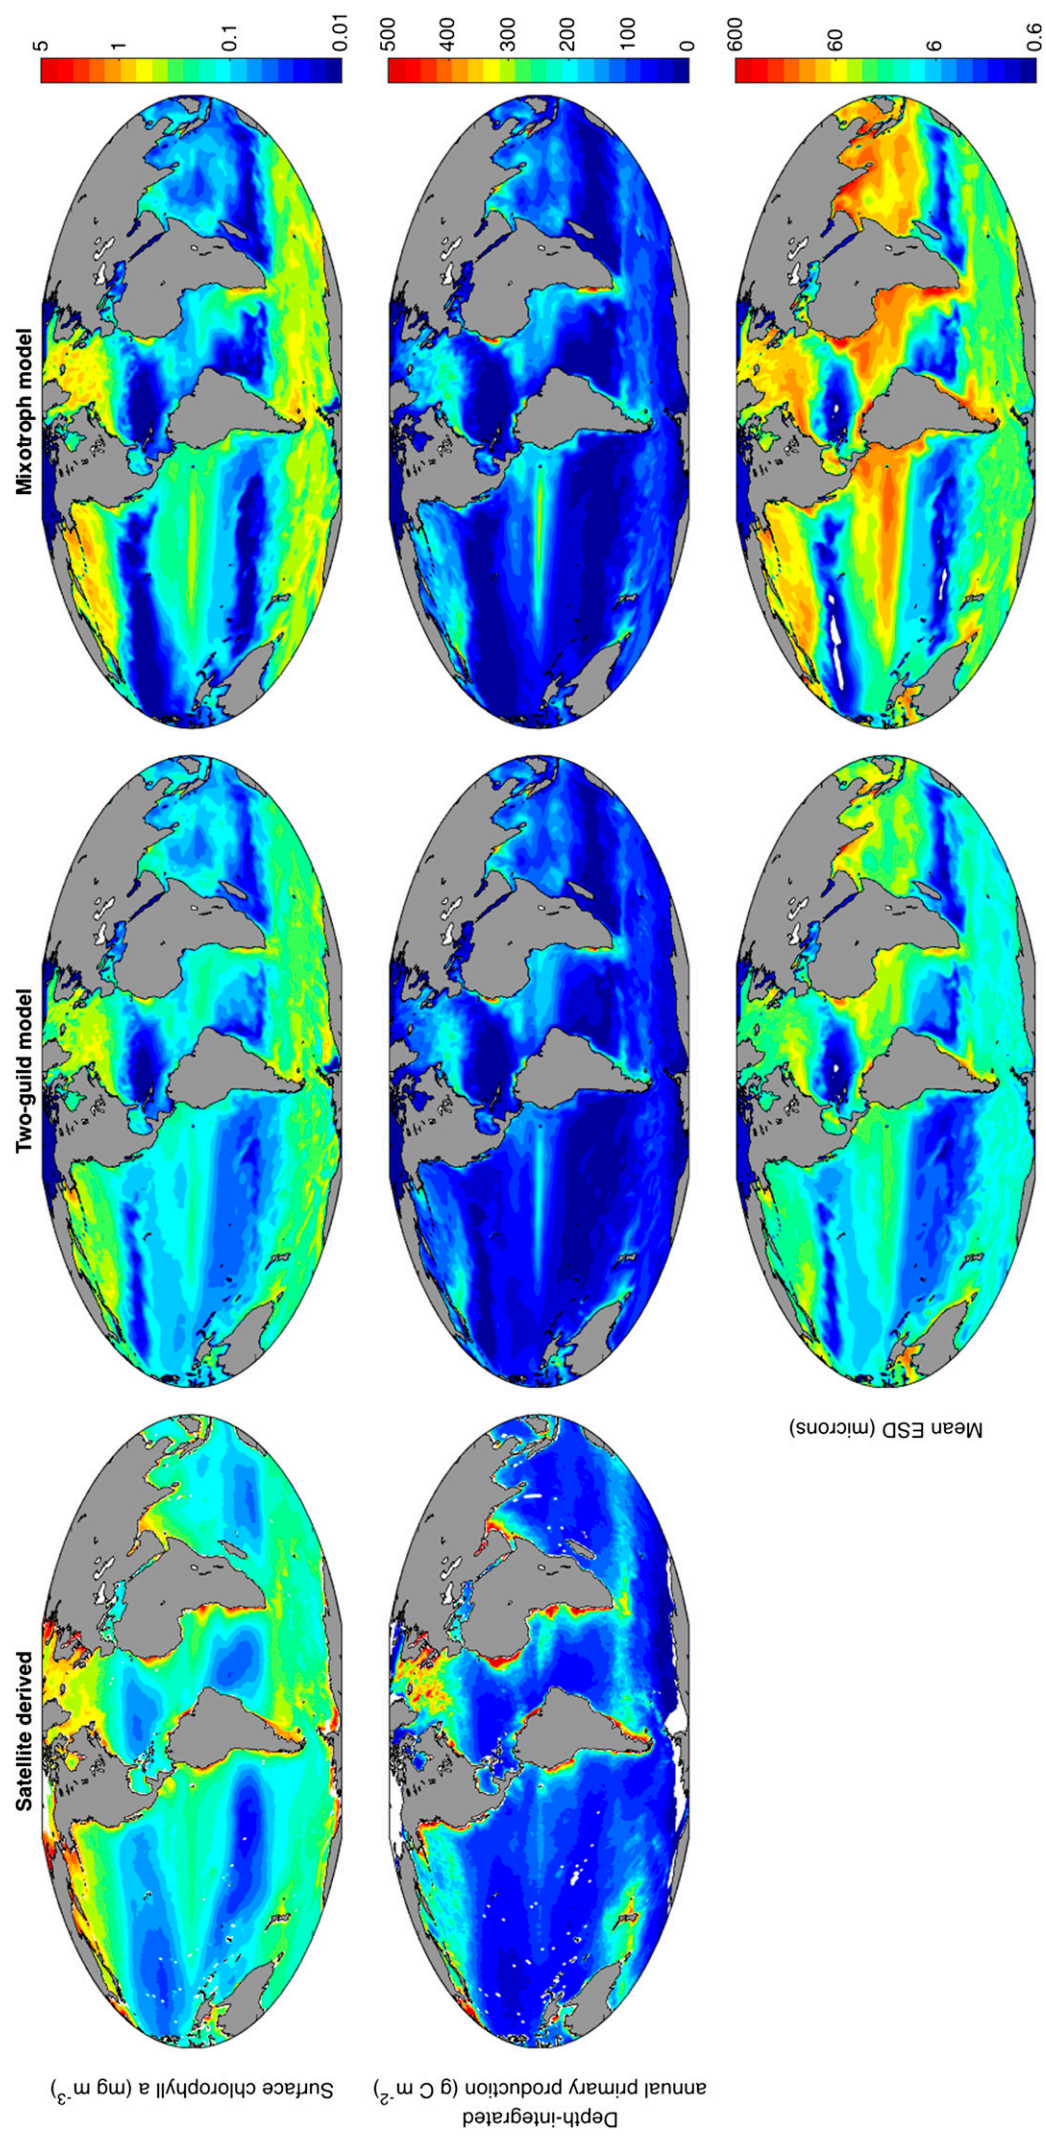 Satellite derived
Two-guild model
Mixotroph model
Surface chlorophyll a (mg m⁻³)
5
1
0.1
0.01
Depth-integrated
annual primary production (g C m⁻²)
500
400
300
200
100
0
Mean ESD (microns)
600
60
6
0.6